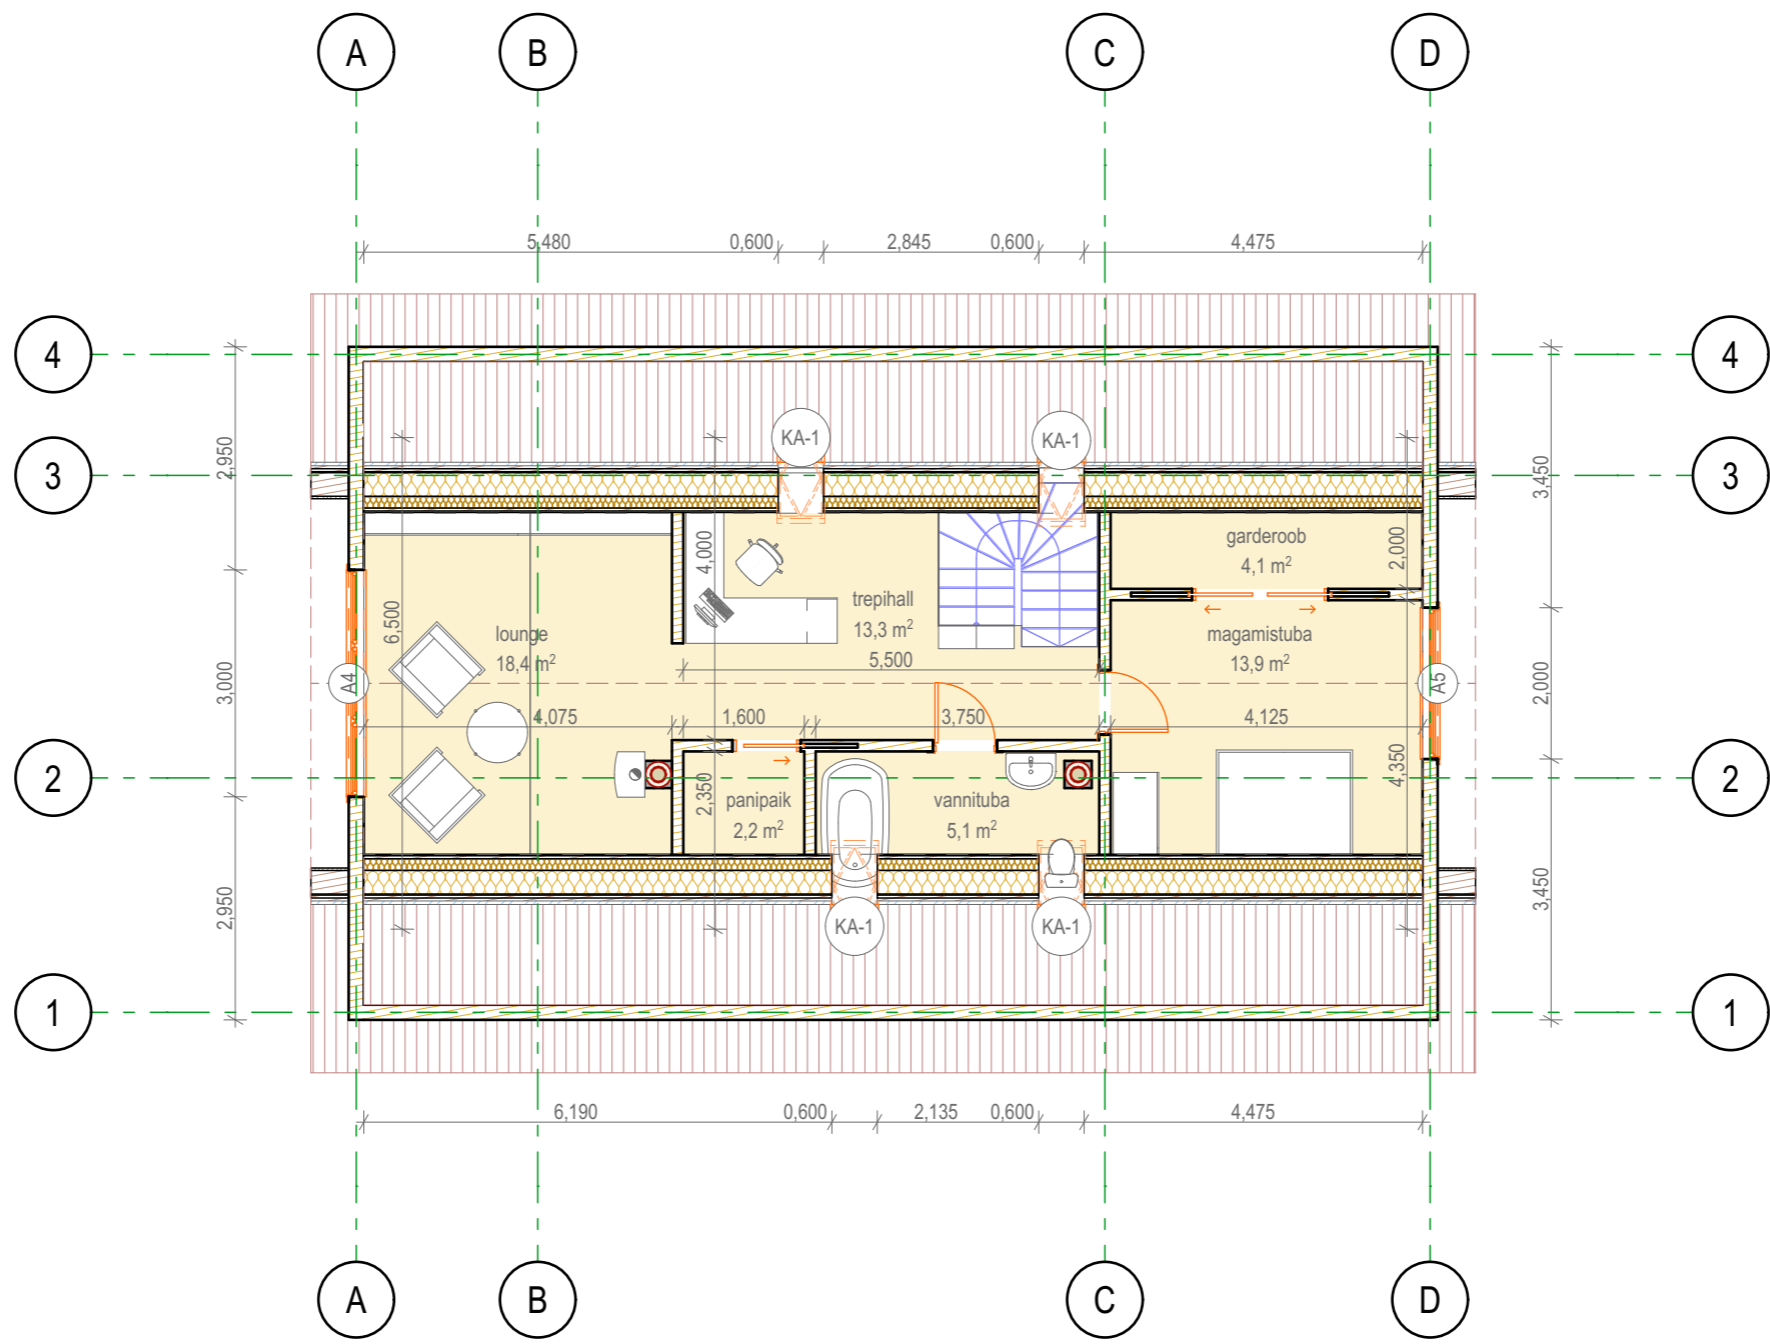 A B C D
5,480 0,600 2,845 0,600 4,475
4 4
KA-1 KA-1
2,950 3,450
3 3
garderoob
4,1 m²
2,000
4,000
trepihall
13,3 m²
6,500
lounge
18,4 m²
magamistuba
13,9 m²
5,500
3,000 2,000
A4 A5
4,075 1,600 3,750 4,125
2 2
4,350
2,350
panipaik
2,2 m²
vannituba
5,1 m²
2,950 3,450
KA-1 KA-1
1 1
6,190 0,600 2,135 0,600 4,475
A B C D